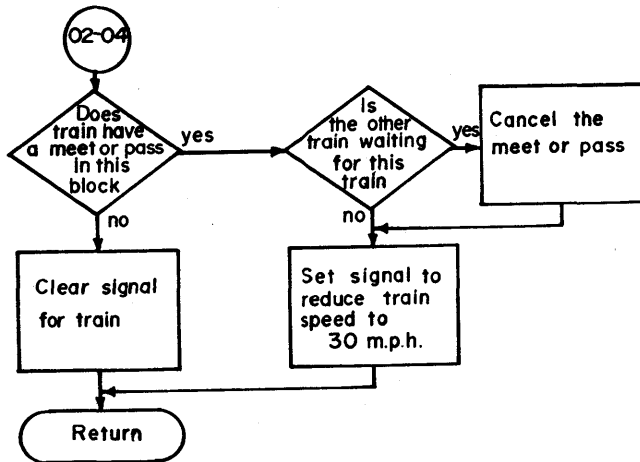 02-04
Does
train have
a meet or pass
in this
block
yes
no
Is
the other
train waiting
for this
train
yes
no
Cancel the
meet or pass
Clear signal
for train
Set signal to
reduce train
speed to
30 m.p.h.
Return